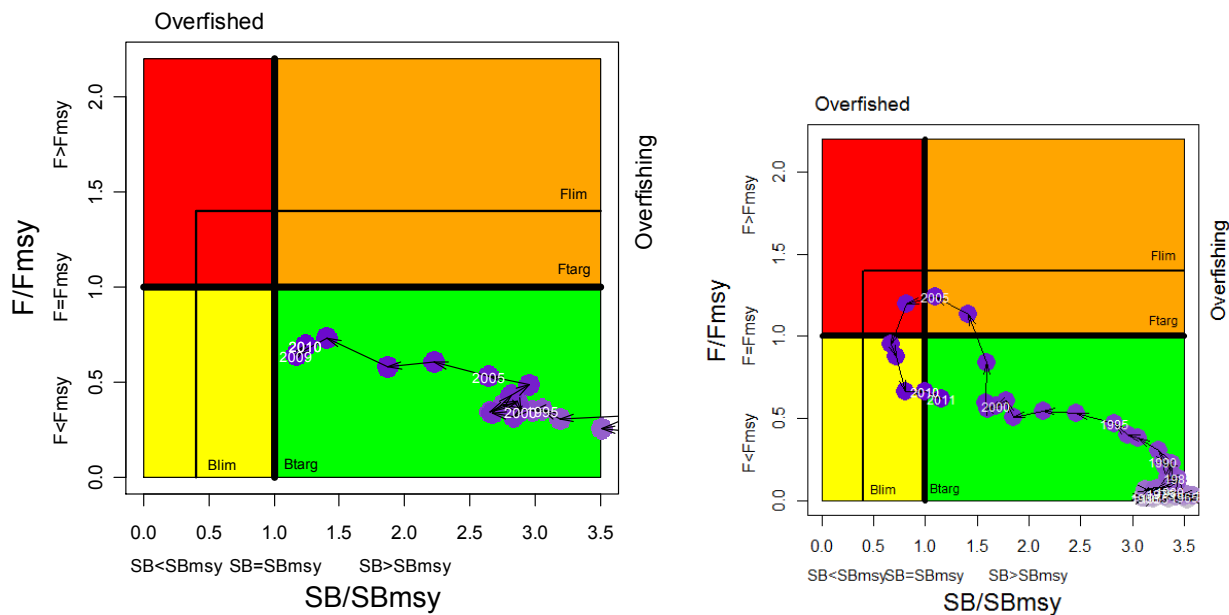 Overfished
F/Fmsy
F<Fmsy F=Fmsy F>Fmsy
0.0 0.5 1.0 1.5 2.0
Flim
Ftarg
2010
2009
2005
2000
1995
Blim
Btarg
Overfishing
0.0 0.5 1.0 1.5 2.0 2.5 3.0 3.5
SB<SBmsy SB=SBmsy SB>SBmsy
SB/SBmsy
Overfished
F/Fmsy
F<Fmsy F=Fmsy F>Fmsy
0.0 0.5 1.0 1.5 2.0
Flim
2005
Ftarg
2010
2011
2000
1995
1990
Blim
Btarg
Overfishing
0.0 0.5 1.0 1.5 2.0 2.5 3.0 3.5
SB<SBmsy SB=SBmsy SB>SBmsy
SB/SBmsy